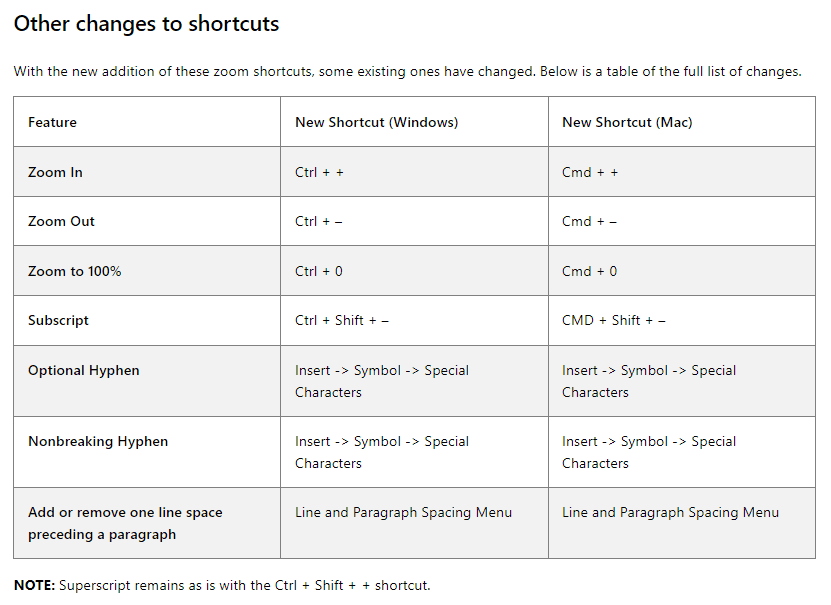 Other changes to shortcuts
With the new addition of these zoom shortcuts, some existing ones have changed. Below is a table of the full list of changes.
Feature New Shortcut (Windows) New Shortcut (Mac)
Zoom In Ctrl + + Cmd + +
Zoom Out Ctrl + – Cmd + –
Zoom to 100% Ctrl + 0 Cmd + 0
Subscript Ctrl + Shift + – CMD + Shift + –
Optional Hyphen Insert -> Symbol -> Special Insert -> Symbol -> Special
Characters Characters
Nonbreaking Hyphen Insert -> Symbol -> Special Insert -> Symbol -> Special
Characters Characters
Add or remove one line space Line and Paragraph Spacing Menu Line and Paragraph Spacing Menu
preceding a paragraph
NOTE: Superscript remains as is with the Ctrl + Shift + + shortcut.